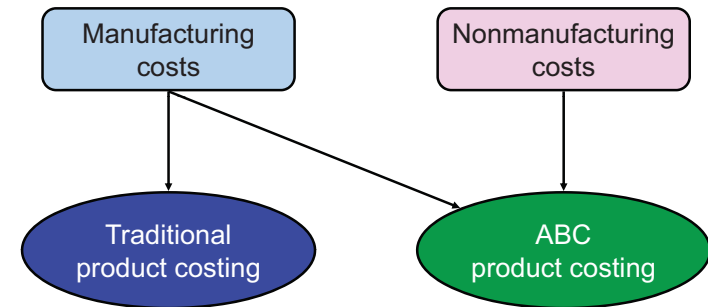 Manufacturing
costs
Nonmanufacturing
costs
Traditional
product costing
ABC
product costing